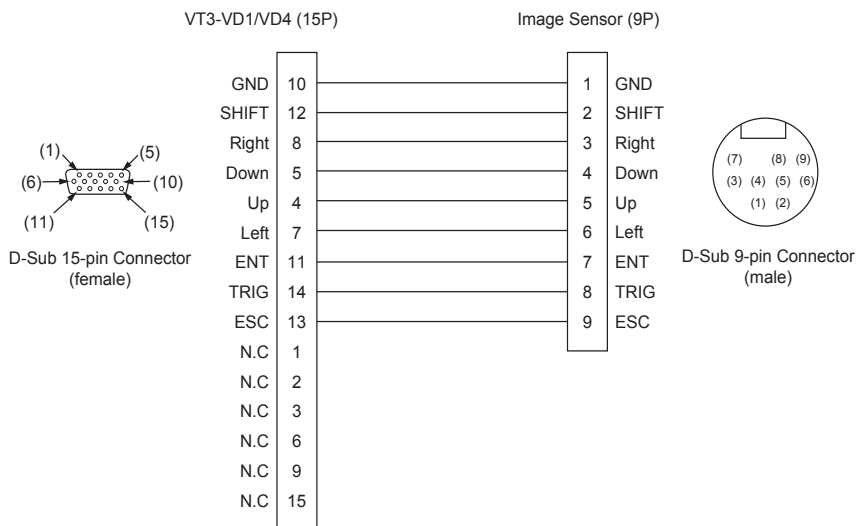 VT3-VD1/VD4 (15P) Image Sensor (9P)
GND 10 1 GND
SHIFT 12 2 SHIFT
Right 8 3 Right
Down 5 4 Down
Up 4 5 Up
Left 7 6 Left
ENT 11 7 ENT
TRIG 14 8 TRIG
ESC 13 9 ESC
N.C 1
N.C 2
N.C 3
N.C 6
N.C 9
N.C 15
(1) (5)
(6) (10)
(11) (15)
D-Sub 15-pin Connector
(female)
(7) (8) (9)
(3) (4) (5) (6)
(1) (2)
D-Sub 9-pin Connector
(male)